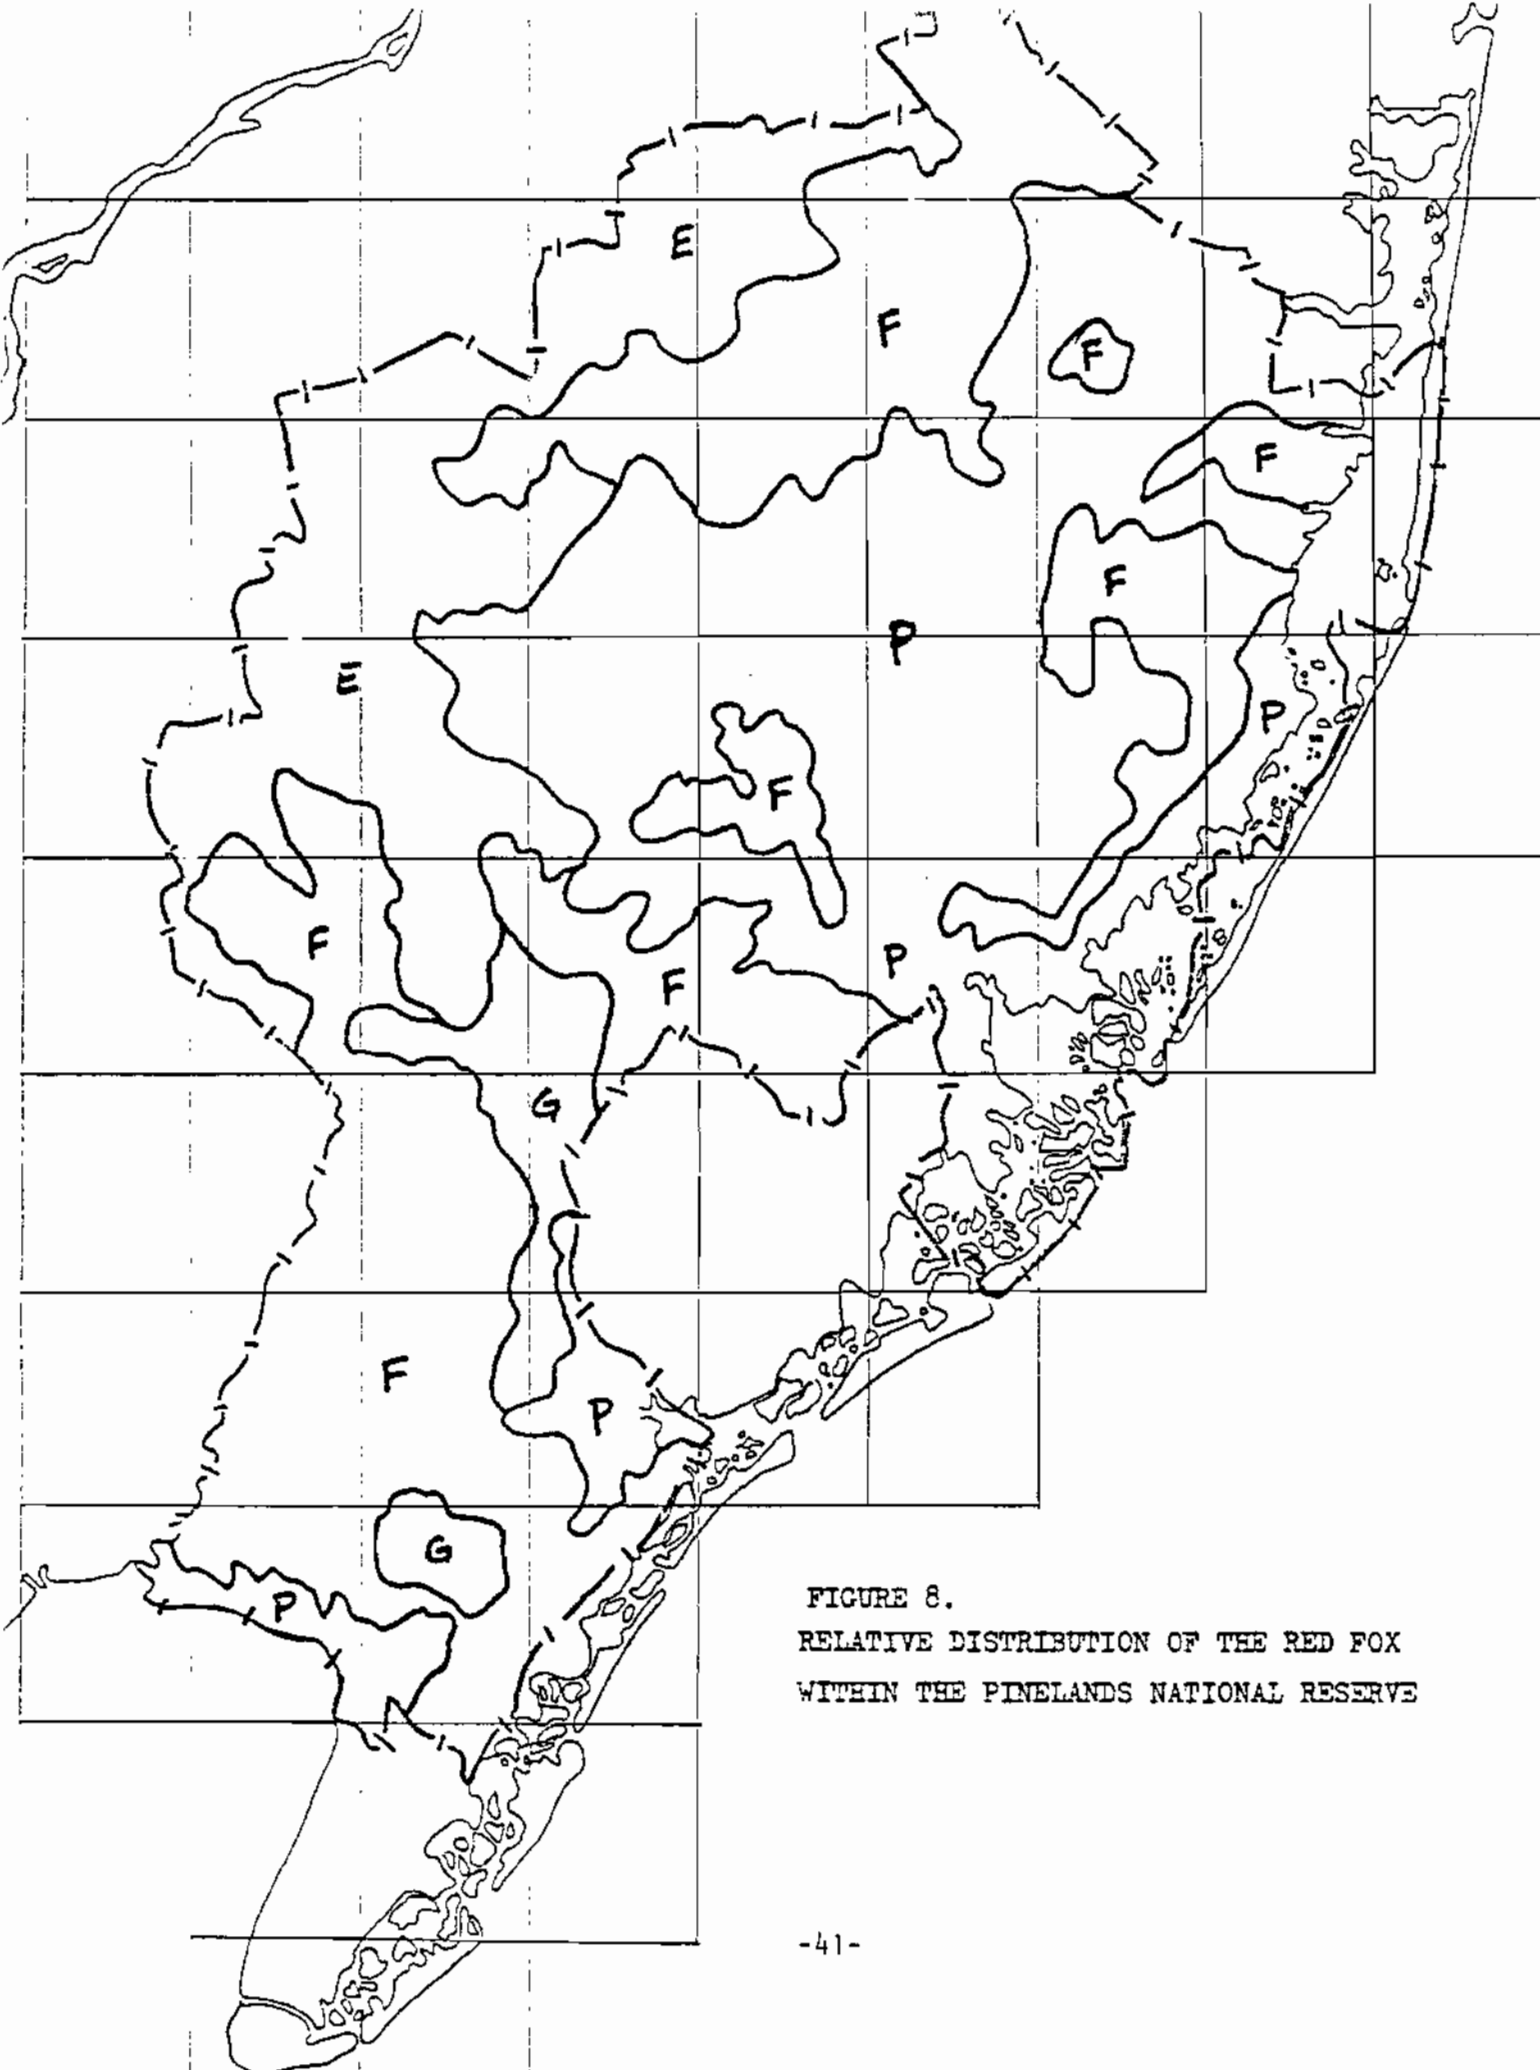 E
F
F
F
F
P
E
P
F
F
F
P
G
F
P
G
P
FIGURE 8.
RELATIVE DISTRIBUTION OF THE RED FOX
WITHIN THE PINELANDS NATIONAL RESERVE
-41-